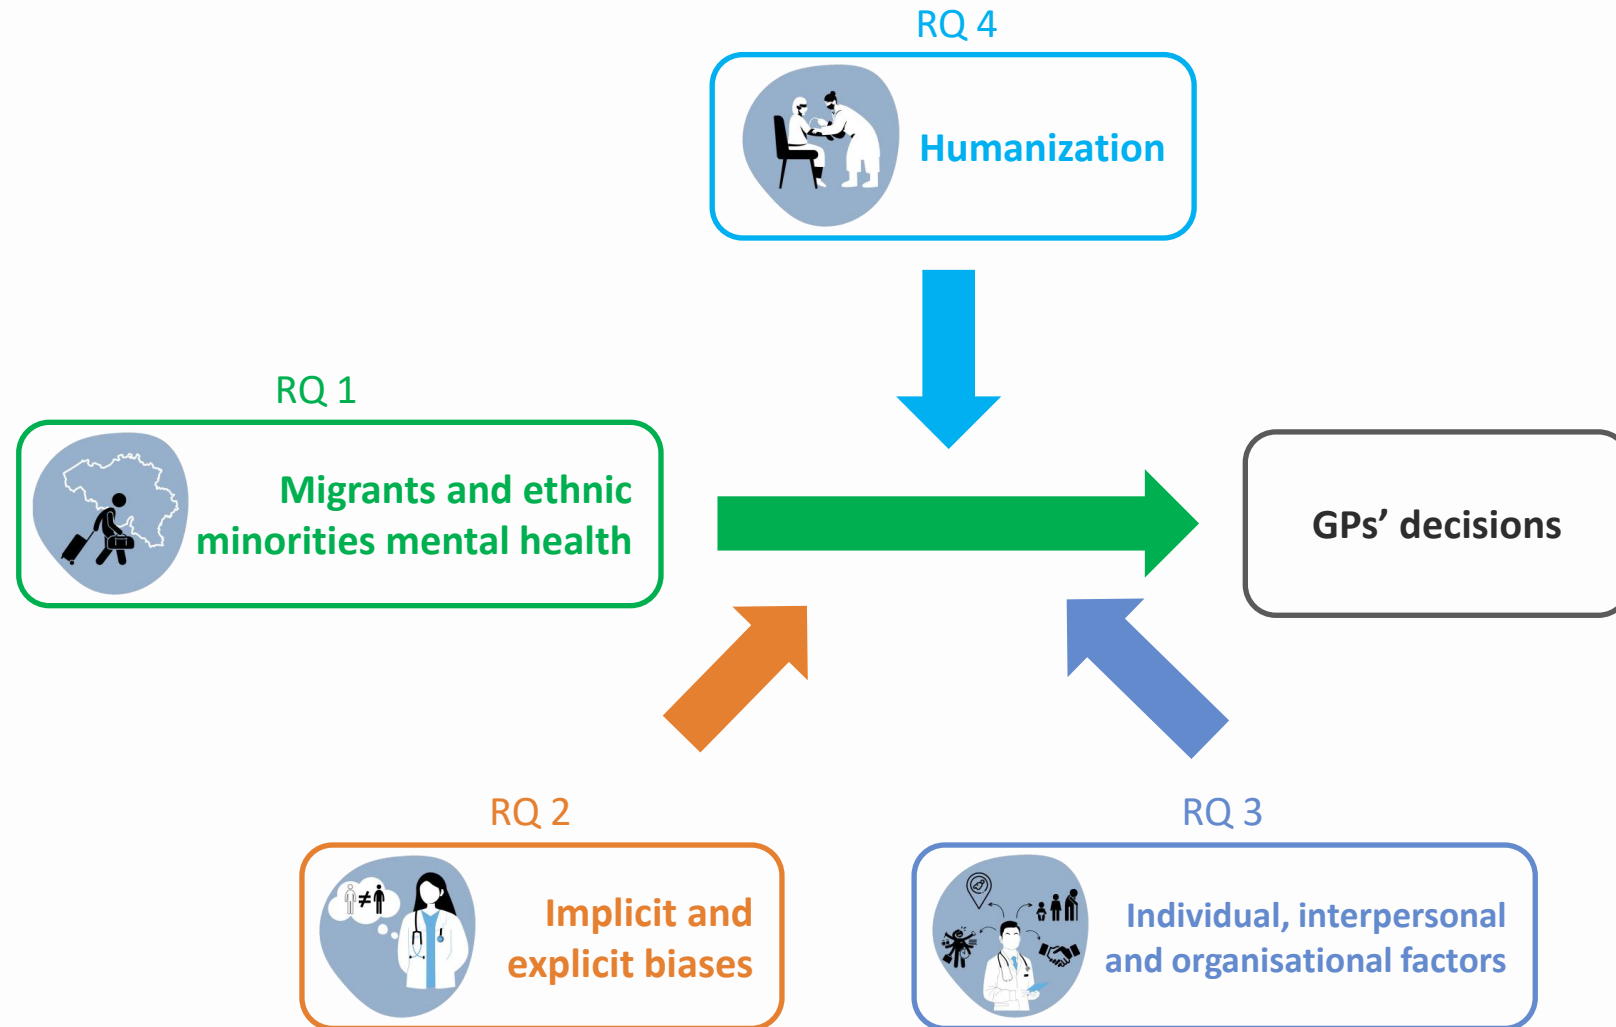 RQ 4
Humanization
RQ 1
Migrants and ethnic
minorities mental health
GPs’ decisions
RQ 2
≠
Implicit and
explicit biases
RQ 3
Individual, interpersonal
and organisational factors